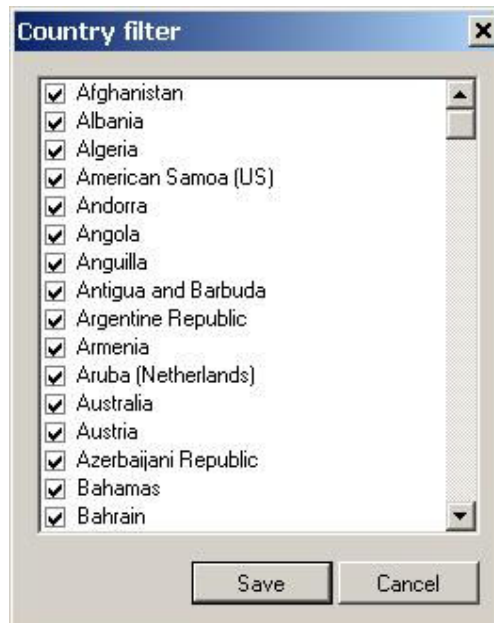 Country filter
Afghanistan
Albania
Algeria
American Samoa (US)
Andorra
Angola
Anguilla
Antigua and Barbuda
Argentine Republic
Armenia
Aruba (Netherlands)
Australia
Austria
Azerbaijani Republic
Bahamas
Bahrain
Save Cancel